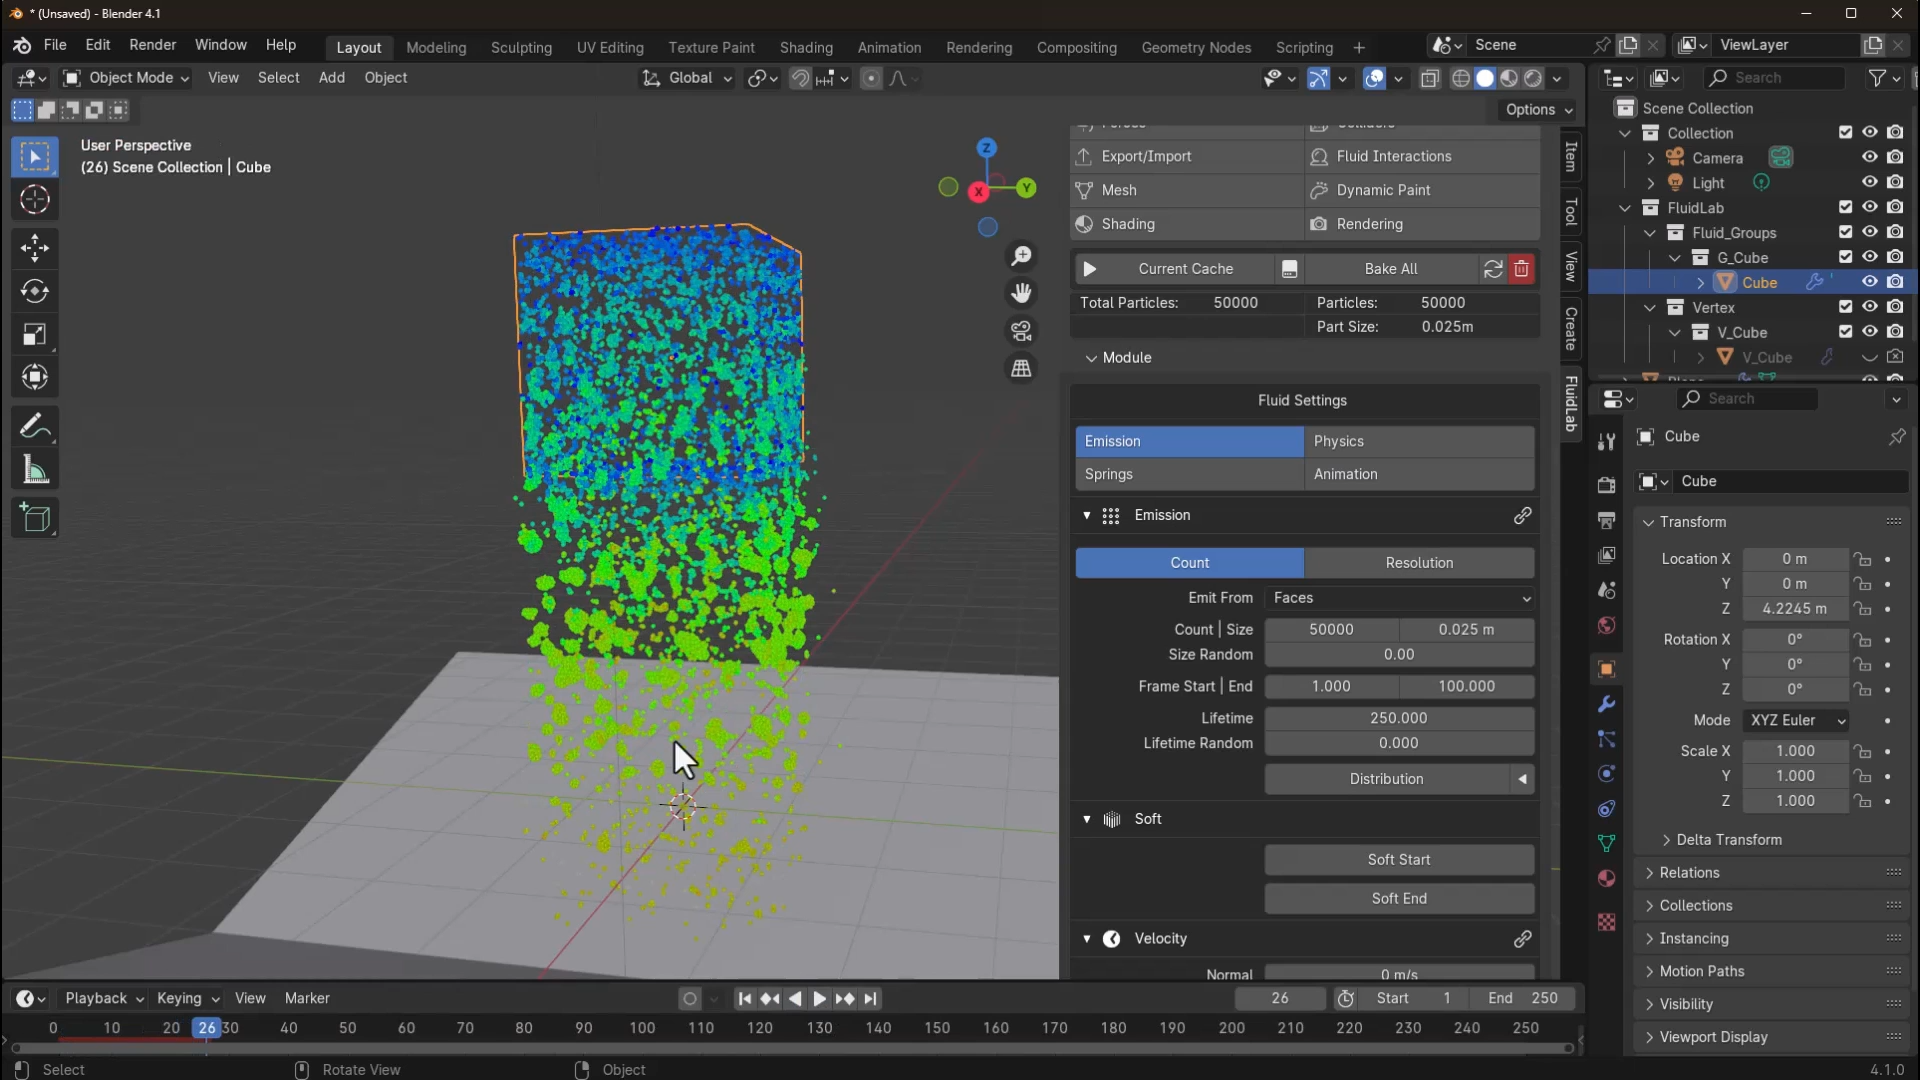 * (Unsaved) - Blender 4.1
File Edit Render Window Help Layout Modeling Sculpting UV Editing Texture Paint Shading Animation Rendering Compositing Geometry Nodes Scripting + Scene ViewLayer
Object Mode View Select Add Object Global Search
Options
User Perspective
(26) Scene Collection | Cube
Z
X
Y
Export/Import Fluid Interactions
Mesh Dynamic Paint
Shading Rendering
Current Cache Bake All
Total Particles: 50000 Particles: 50000
Part Size: 0.025m
Module
Fluid Settings
Emission Physics
Springs Animation
Emission
Count Resolution
Emit From Faces
Count | Size 50000 0.025 m
Size Random 0.00
Frame Start | End 1.000 100.000
Lifetime 250.000
Lifetime Random 0.000
Distribution
Soft
Soft Start
Soft End
Velocity
Normal 0 m/s
Item
Tool
View
Create
FluidLab
Scene Collection
Collection
Camera
Light
FluidLab
Fluid_Groups
G_Cube
Cube
Vertex
V_Cube
V_Cube
Search
Cube
Cube
Transform
Location X 0 m
Y 0 m
Z 4.2245 m
Rotation X 0°
Y 0°
Z 0°
Mode XYZ Euler
Scale X 1.000
Y 1.000
Z 1.000
Delta Transform
Relations
Collections
Instancing
Motion Paths
Visibility
Viewport Display
Playback Keying View Marker 26 Start 1 End 250
0 10 20 26 30 40 50 60 70 80 90 100 110 120 130 140 150 160 170 180 190 200 210 220 230 240 250
Select Rotate View Object 4.1.0